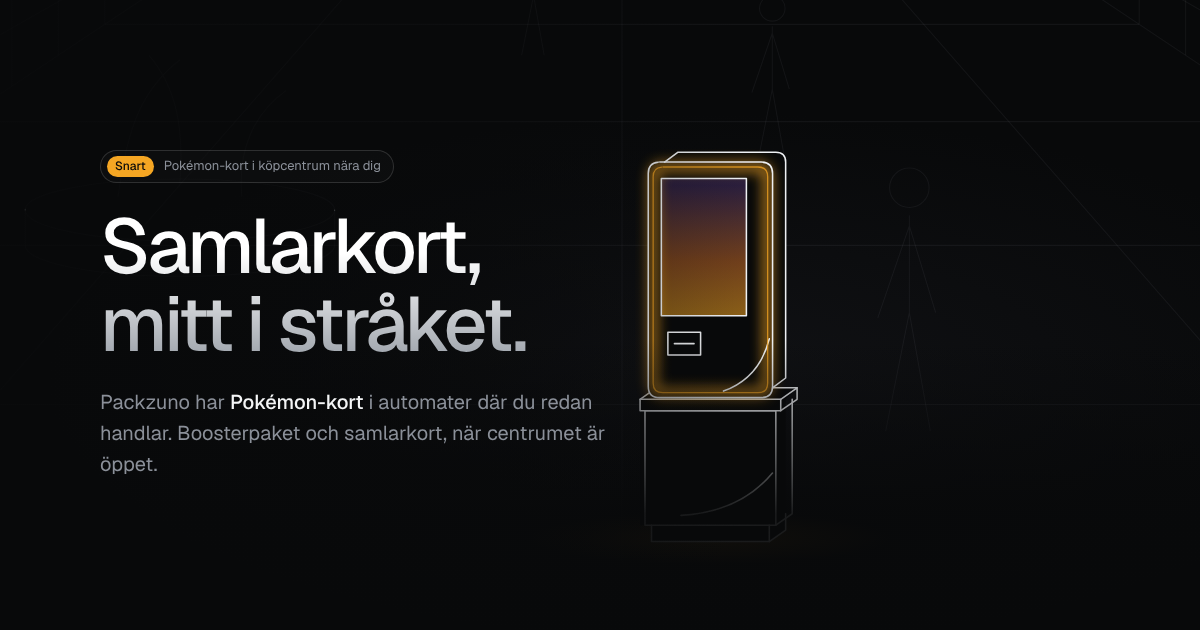 Snart Pokémon-kort i köpcentrum nära dig
Samlarkort,
mitt i stråket.
Packzuno har Pokémon-kort i automater där du redan
handlar. Boosterpaket och samlarkort, när centrumet är
öppet.